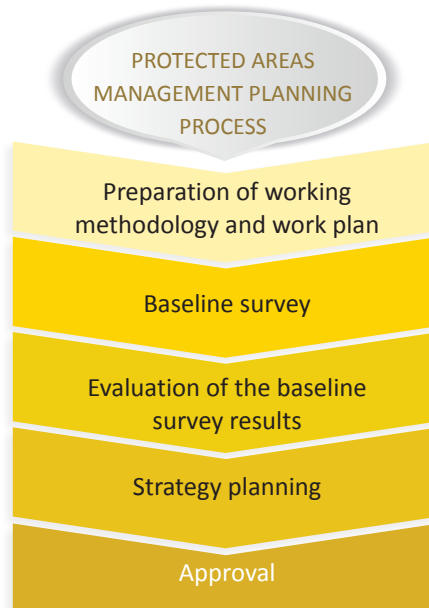 PROTECTED AREAS
MANAGEMENT PLANNING
PROCESS
Preparation of working
methodology and work plan
Baseline survey
Evaluation of the baseline
survey results
Strategy planning
Approval